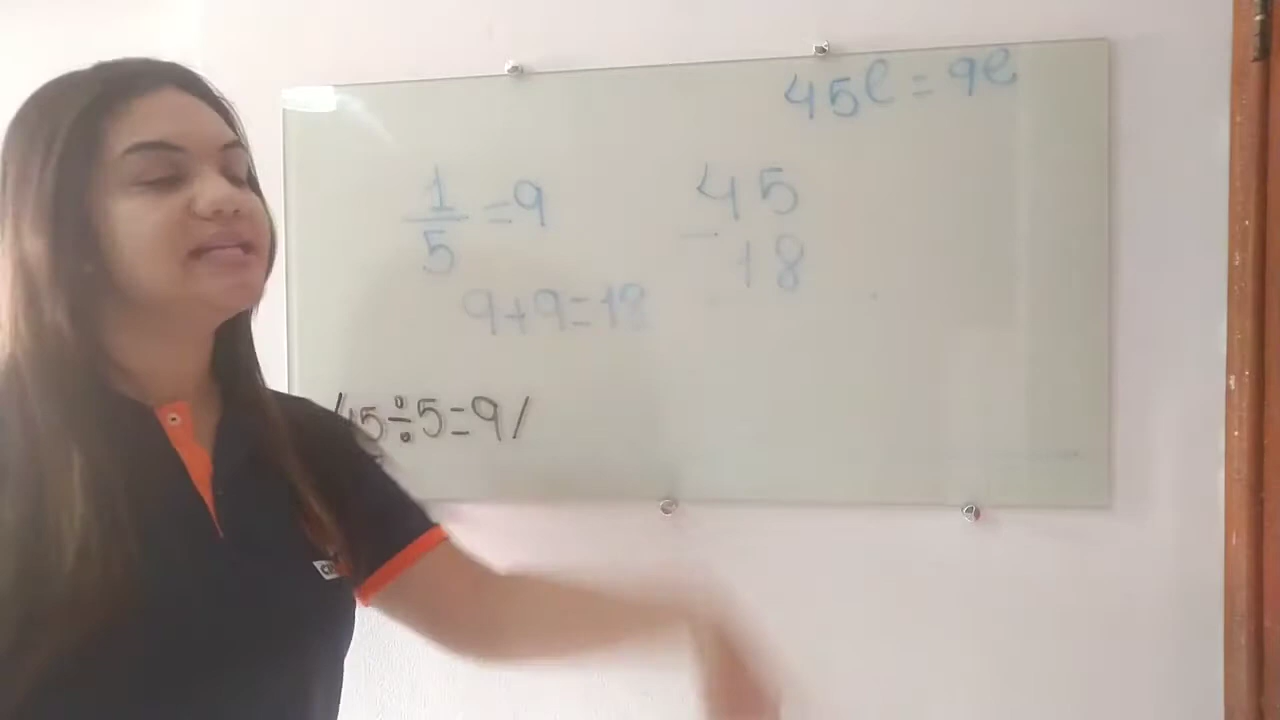 45l = 9l
1/5 = 9
45
- 18
9+9=18
45÷5=9/